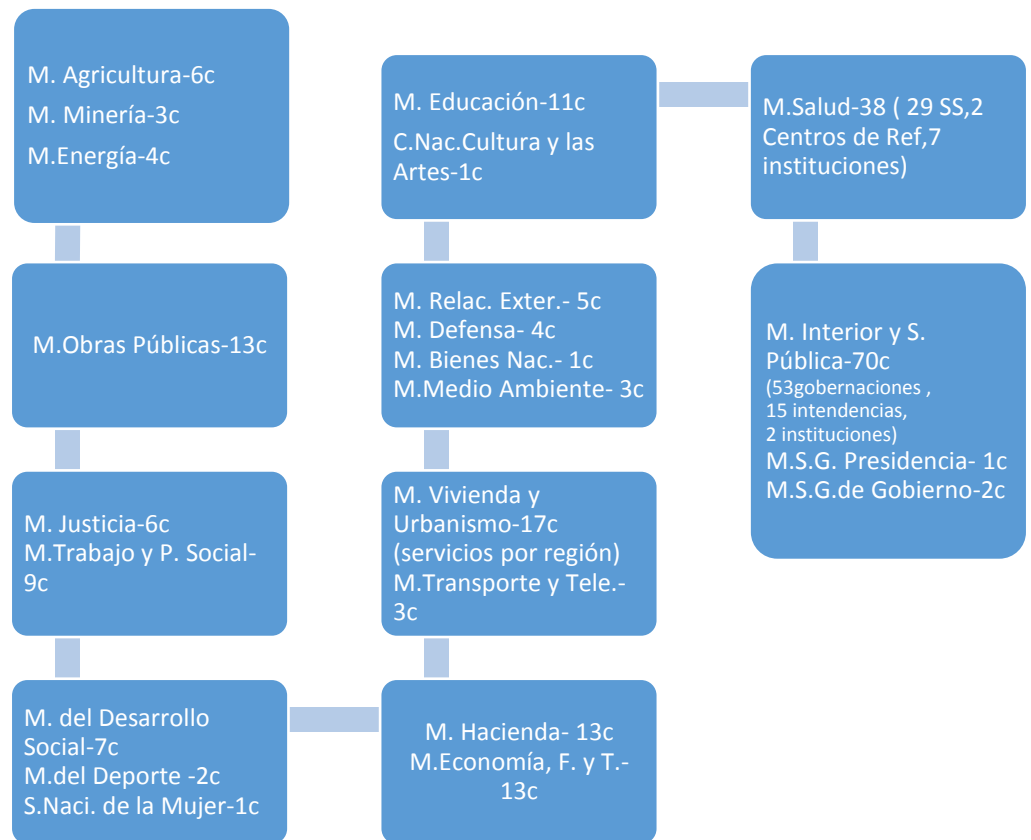 M. Agricultura-6c
M. Minería-3c
M.Energía-4c
M.Obras Públicas-13c
M. Justicia-6c
M.Trabajo y P. Social-
9c
M. del Desarrollo
Social-7c
M.del Deporte -2c
S.Naci. de la Mujer-1c
M. Hacienda- 13c
M.Economía, F. y T.-
13c
M. Vivienda y
Urbanismo-17c
(servicios por región)
M.Transporte y Tele.-
3c
M. Relac. Exter.- 5c
M. Defensa- 4c
M. Bienes Nac.- 1c
M.Medio Ambiente- 3c
M. Educación-11c
C.Nac.Cultura y las
Artes-1c
M.Salud-38 ( 29 SS,2
Centros de Ref,7
instituciones)
M. Interior y S.
Pública-70c
(53gobernaciones ,
15 intendencias,
2 instituciones)
M.S.G. Presidencia- 1c
M.S.G.de Gobierno-2c